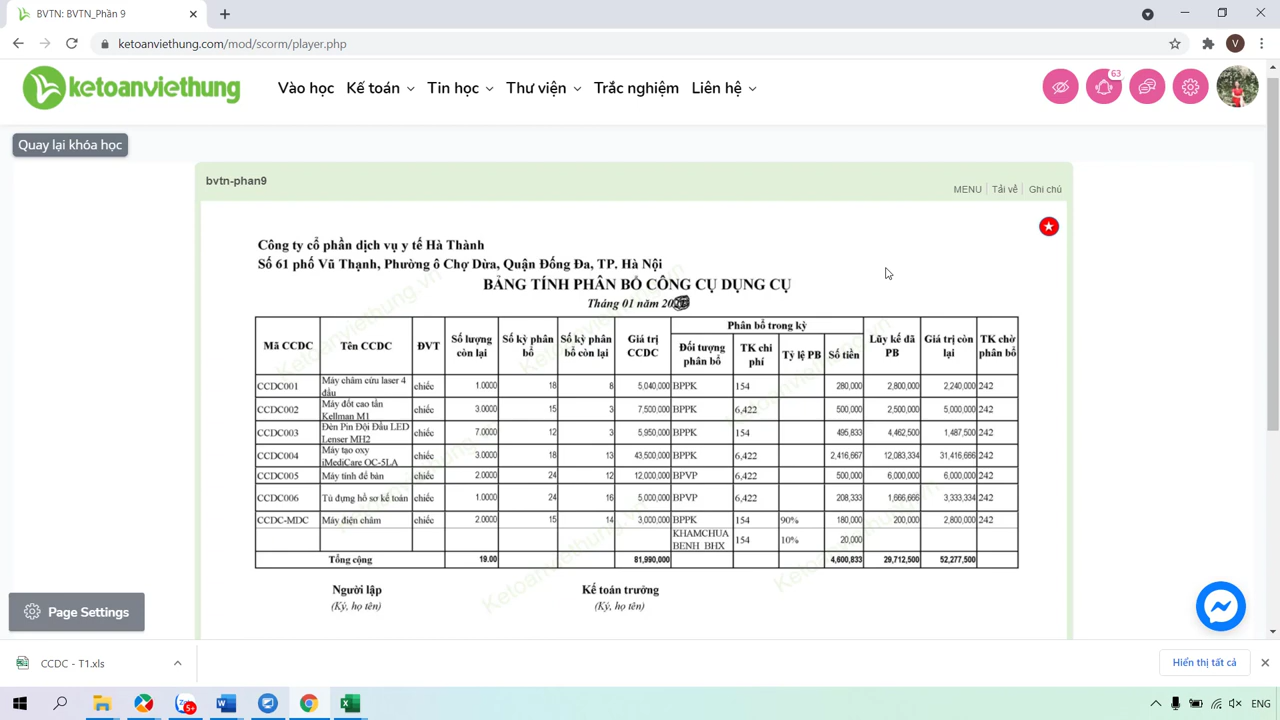 BVTN: BVTN_Phần 9
ketoanviethung.com/mod/scorm/player.php
ketoanviethung
Vào học Kế toán Tin học Thư viện Trắc nghiệm Liên hệ
63
V
Quay lại khóa học
bvtn-phan9
MENU Tải về Ghi chú
Công ty cổ phần dịch vụ y tế Hà Thành
Số 61 phố Vũ Thạnh, Phường ô Chợ Dừa, Quận Đống Đa, TP. Hà Nội
BẢNG TÍNH PHÂN BỔ CÔNG CỤ DỤNG CỤ
Tháng 01 năm 20
Mã CCDC Tên CCDC ĐVT Số lượng còn lại Số kỳ phân bổ Số kỳ phân bổ còn lại Giá trị CCDC Phân bổ trong kỳ Lũy kế đã PB Giá trị còn lại TK chờ phân bổ
Đối tượng phân bổ TK chi phí Tỷ lệ PB Số tiền
CCDC001 Máy châm cứu laser 4 đầu chiếc 1.0000 18 8 5,040,000 BPPK 154 280,000 2,800,000 2,240,000 242
CCDC002 Máy đốt cao tần Kellman M1 chiếc 3.0000 15 3 7,500,000 BPPK 6,422 500,000 2,500,000 5,000,000 242
CCDC003 Đèn Pin Đội Đầu LED Lenser MH2 chiếc 7.0000 12 3 5,950,000 BPPK 154 495,833 4,462,500 1,487,500 242
CCDC004 Máy tạo oxy iMediCare OC-5LA chiếc 3.0000 18 13 43,500,000 BPPK 6,422 2,416,667 12,083,334 31,416,666 242
CCDC005 Máy tính để bàn chiếc 2.0000 24 12 12,000,000 BPVP 6,422 500,000 6,000,000 6,000,000 242
CCDC006 Tủ đựng hồ sơ kế toán chiếc 1.0000 24 16 5,000,000 BPVP 6,422 208,333 1,666,666 3,333,334 242
CCDC-MDC Máy điện châm chiếc 2.0000 15 14 3,000,000 BPPK 154 90% 180,000 200,000 2,800,000 242
KHAMCHUA BENH BHX 154 10% 20,000
Tổng cộng 19.00 81,990,000 4,600,833 29,712,500 52,277,500
Người lập Kế toán trưởng
(Ký, họ tên) (Ký, họ tên)
Page Settings
CCDC - T1.xls
Hiển thị tất cả
5+
ENG